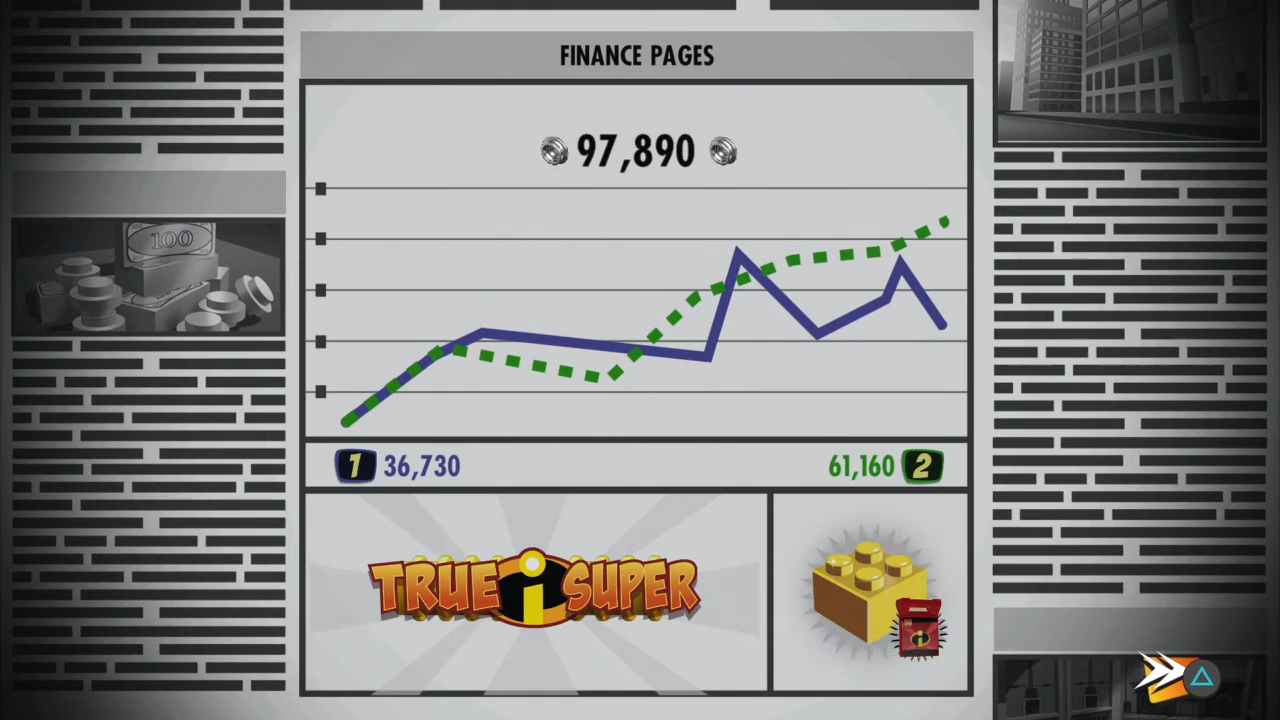 FINANCE PAGES
97,890
100
1 36,730
61,160 2
TRUE i SUPER